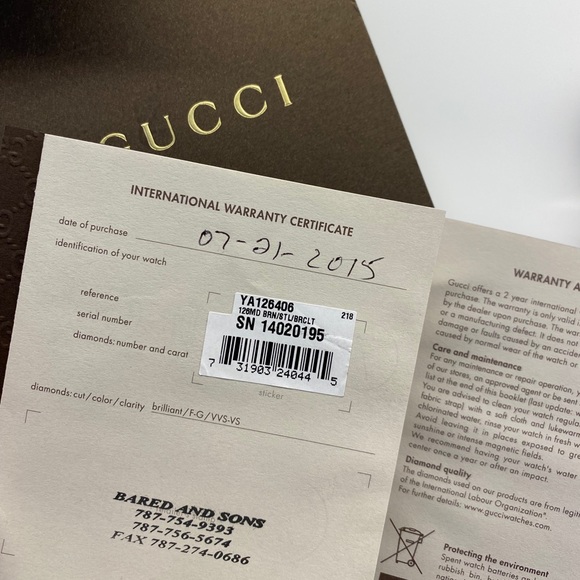 GUCCI
INTERNATIONAL WARRANTY CERTIFICATE
date of purchase 07-21-2015
identification of your watch
reference
serial number
diamonds: number and carat
YA126406 218
126MD BRN/STL/BRCLT
SN 14020195
7 31903 24044 5
sticker
diamonds: cut/color/clarity brilliant/F-G/VVS-VS
BARED AND SONS
787-754-9393
787-756-5674
FAX 787-274-0686
WARRANTY A
Gucci offers a 2 year international
purchase. The warranty is only valid
by the dealer upon purchase. The war
or a manufacturing defect. It does not
damage or faults caused by an accide
caused by normal wear of the watch or
Care and maintenance
For any maintenance or repair operation, y
of our stores, an approved agent or be sent
list at the end of this booklet (last update: w
You are advised to clean your watch regular
fabric strap) with a soft cloth and lukewarm
chlorinated water, rinse your watch in fresh w
Avoid leaving it in places exposed to gre
sunshine or intense magnetic fields.
We recommend having your watch's water
center once a year or after an impact.
Diamond quality
The diamonds used on our products are from legitim
of the International Labour Organization*.
For further details: www.gucciwatches.com.
Protecting the environment
Spent watch batteries an
rubbish bin.
natio